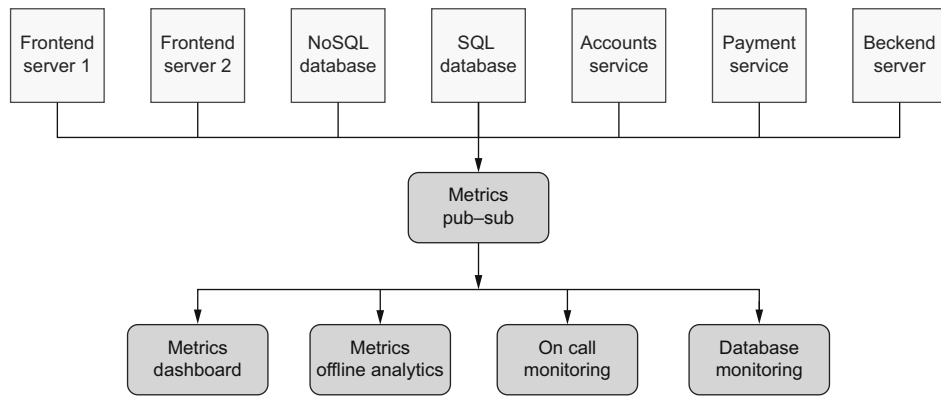 Frontend
server 1
Frontend
server 2
NoSQL
database
SQL
database
Accounts
service
Payment
service
Beckend
server
Metrics
pub–sub
Metrics
dashboard
Metrics
offline analytics
On call
monitoring
Database
monitoring